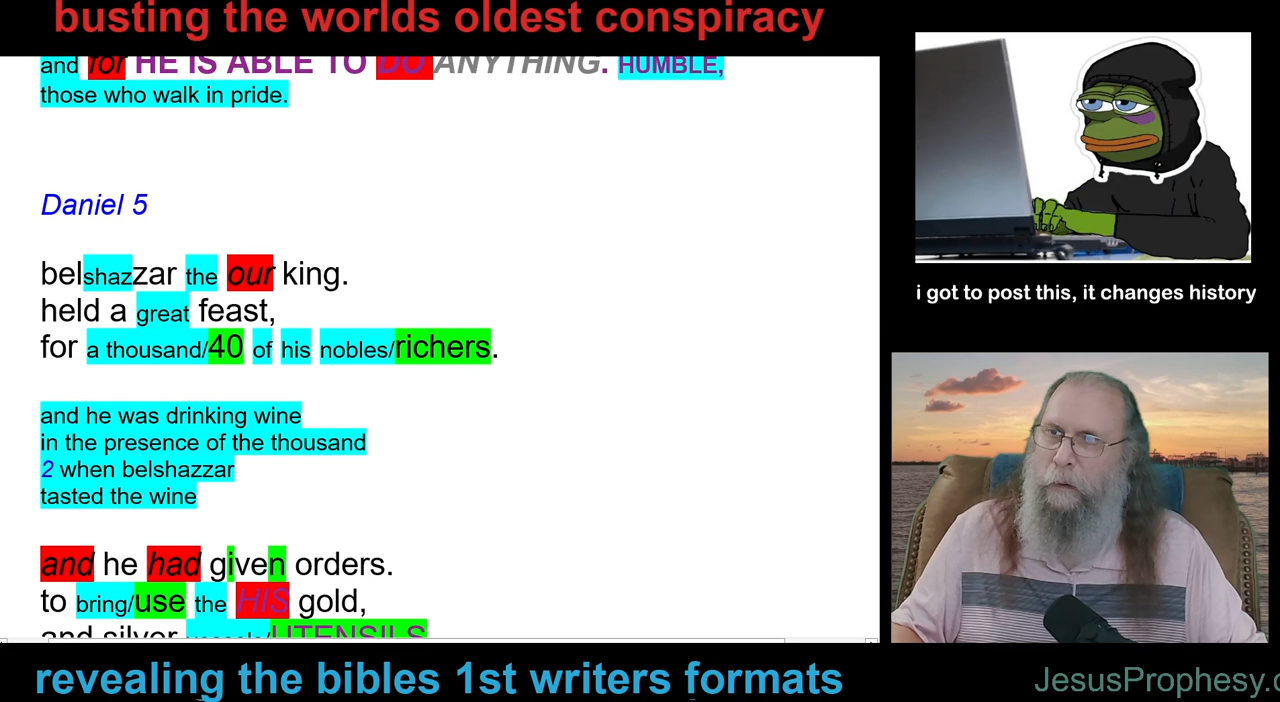 busting the worlds oldest conspiracy
and for HE IS ABLE TO DO ANYTHING. HUMBLE,
those who walk in pride.
Daniel 5
belshazzar the our king.
held a great feast,
for a thousand/40 of his nobles/richers.
and he was drinking wine
in the presence of the thousand
2 when belshazzar
tasted the wine
and he had given orders.
to bring/use the HIS gold,
and silver vessels/UTENSILS
i got to post this, it changes history
revealing the bibles 1st writers formats
JesusProphesy.c